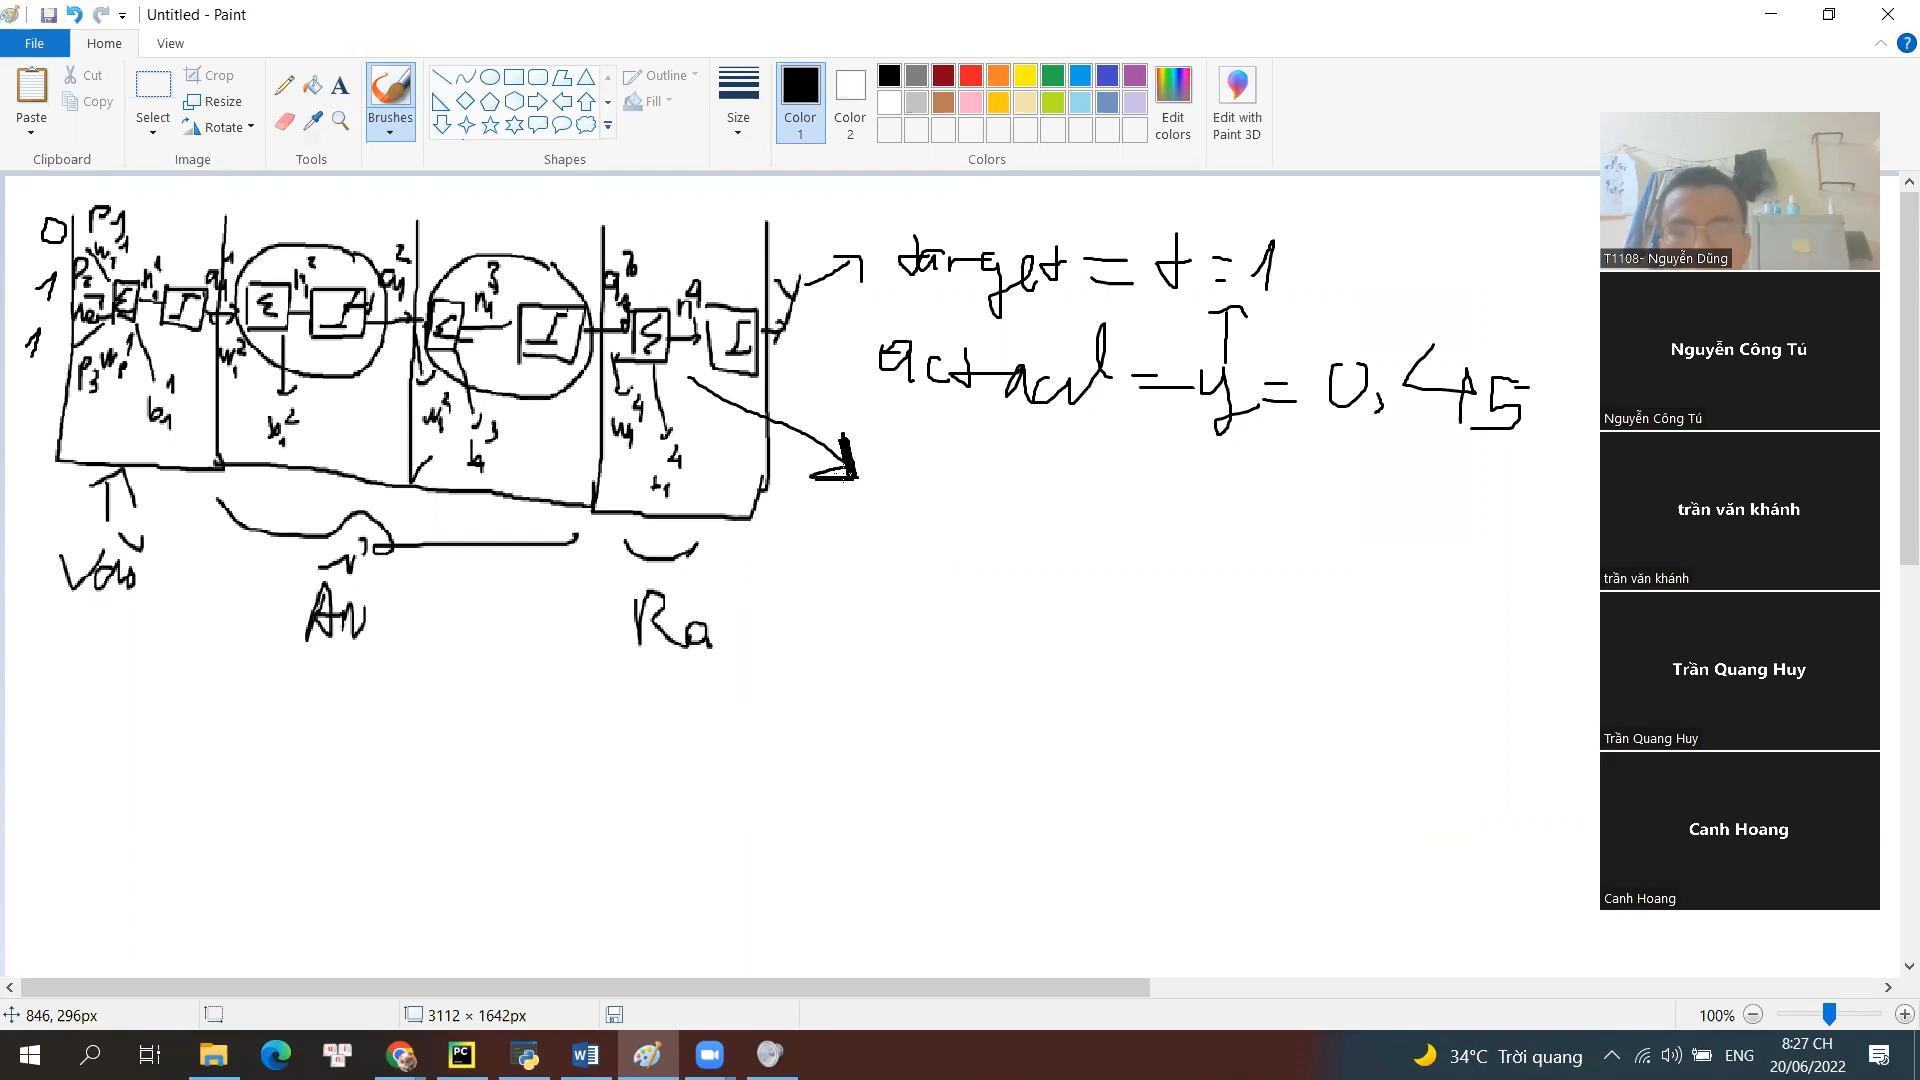 Untitled - Paint
File
Home
View
Paste
Cut
Copy
Clipboard
Select
Crop
Resize
Rotate
Image
Tools
Brushes
Shapes
Outline
Fill
Size
Color 1
Color 2
Colors
Edit colors
Edit with Paint 3D
target = t = 1
actual = y = 0,45
Ra
T1108- Nguyễn Dũng
Nguyễn Công Tú
Nguyễn Công Tú
trần văn khánh
trần văn khánh
Trần Quang Huy
Trần Quang Huy
Canh Hoang
Canh Hoang
846, 296px
3112 × 1642px
100%
34°C Trời quang
ENG
8:27 CH
20/06/2022